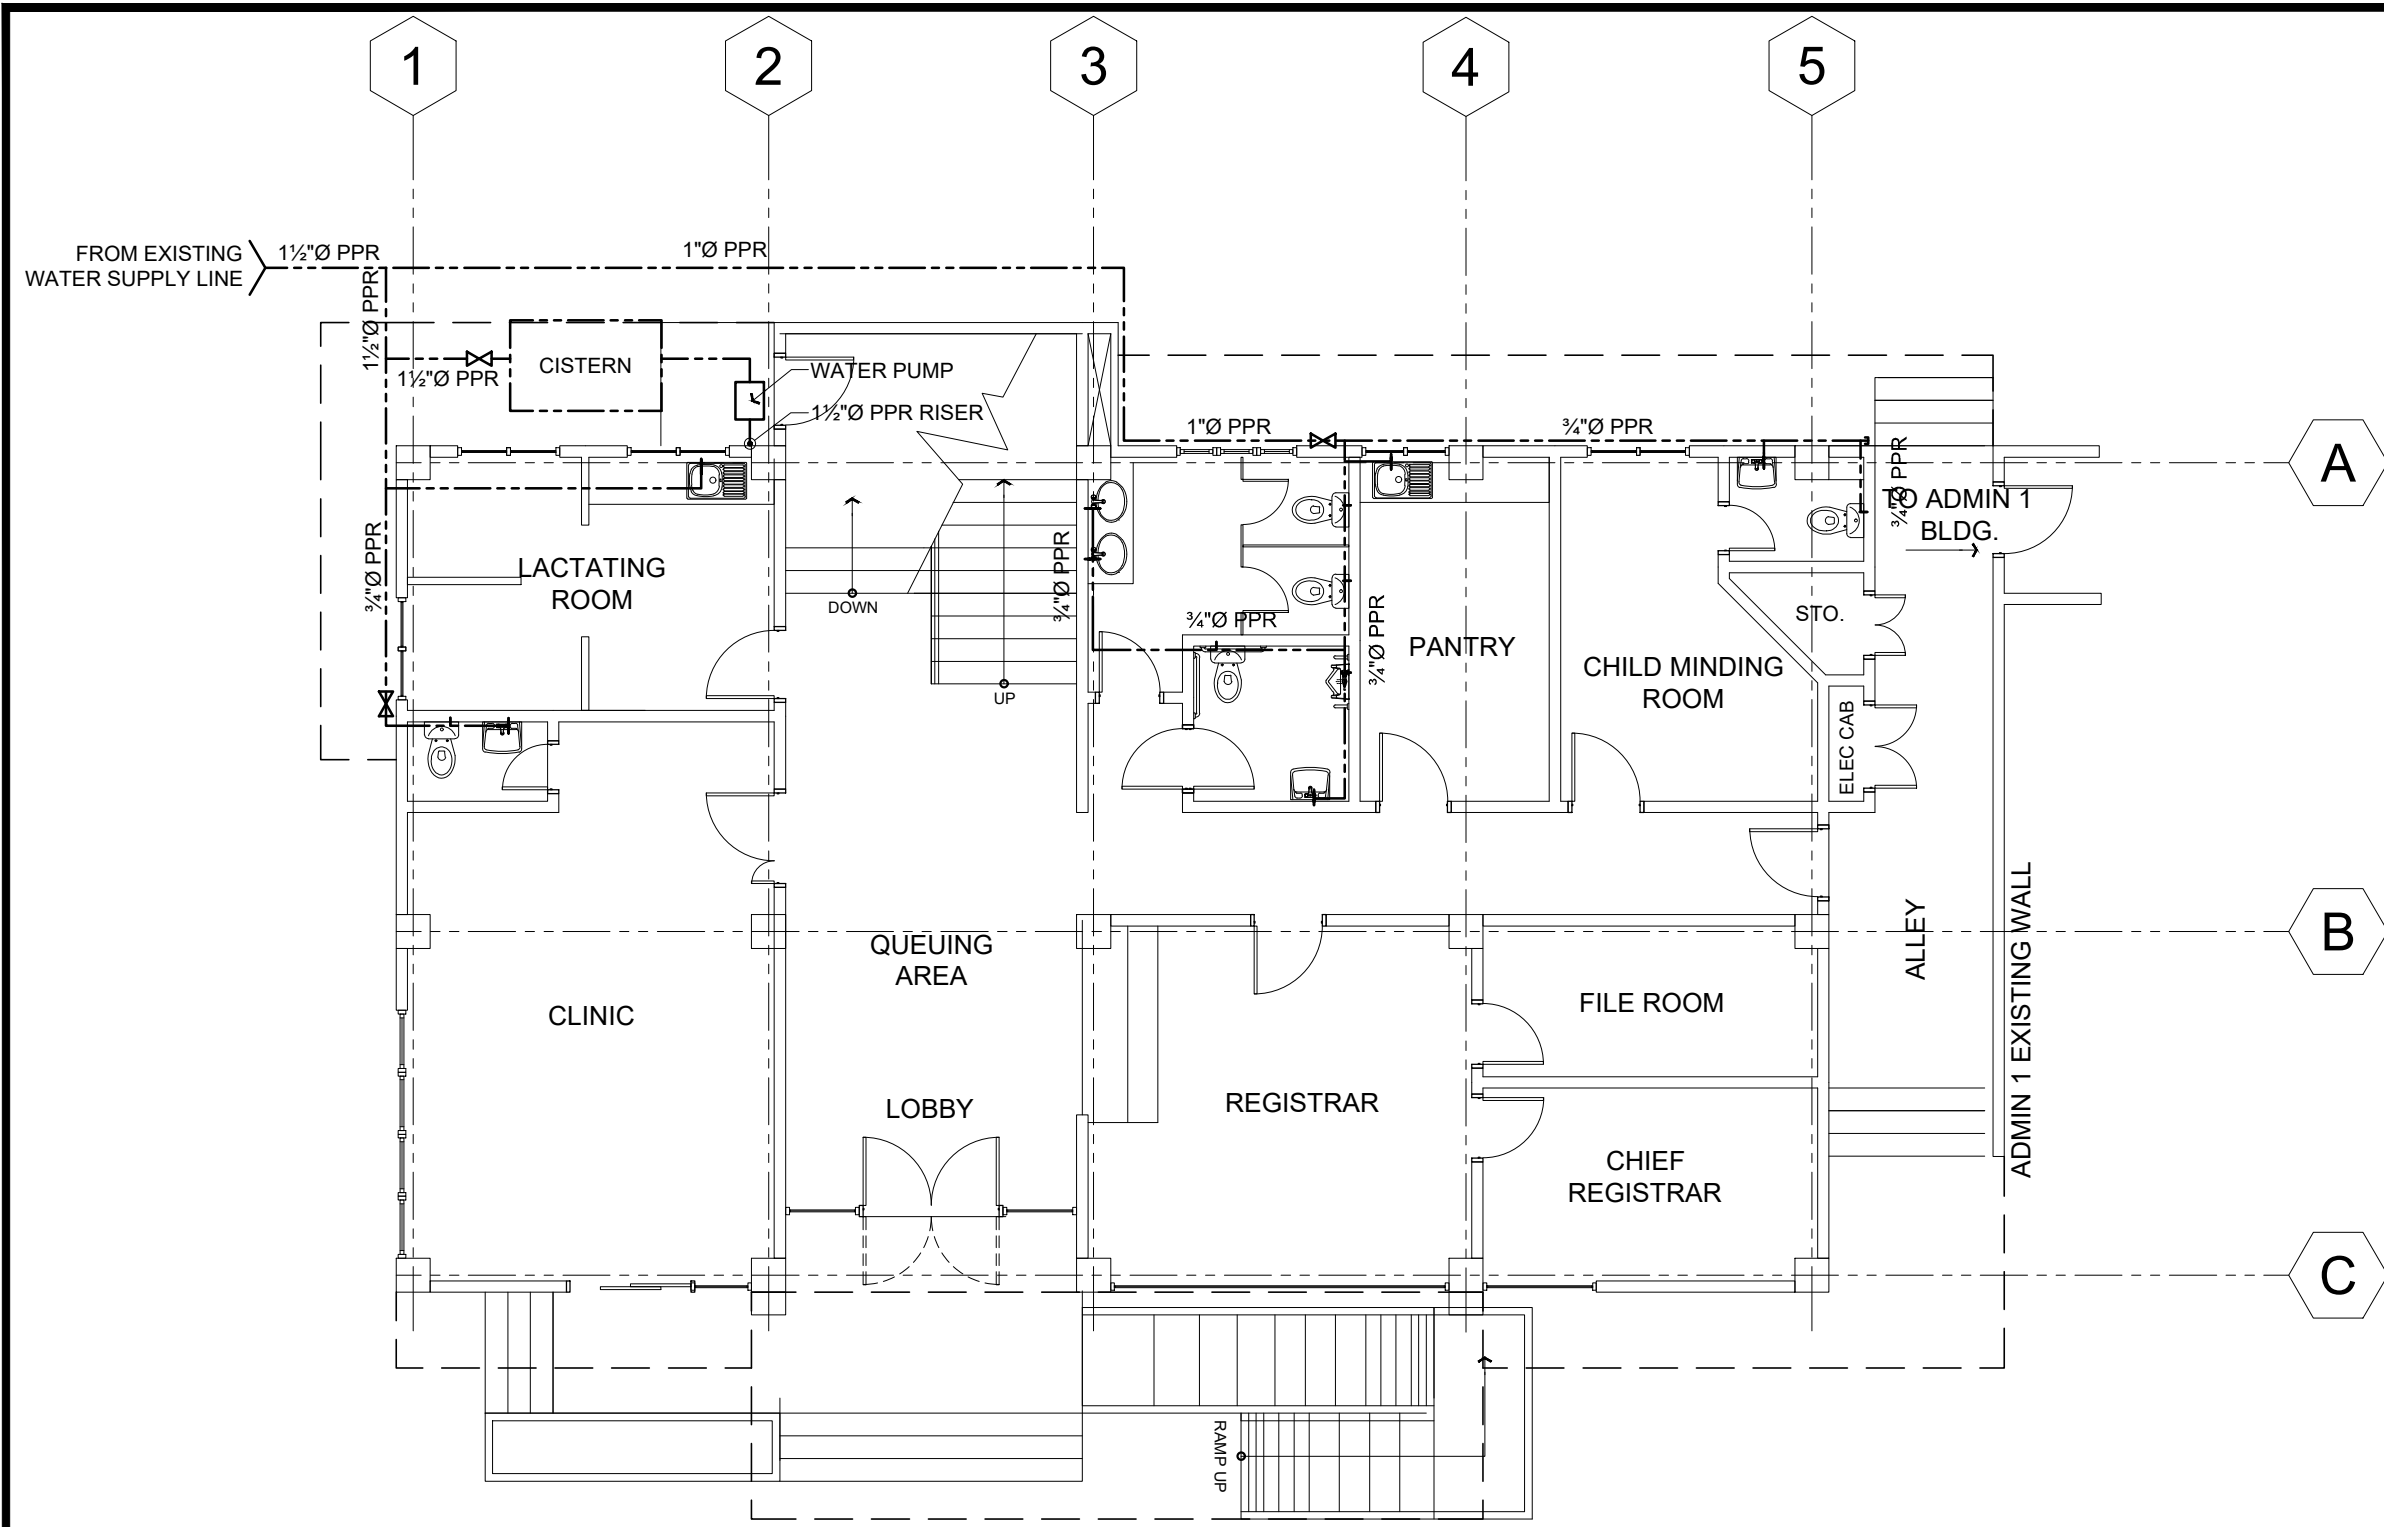 1
2
3
4
5
FROM EXISTING
WATER SUPPLY LINE
1½"Ø PPR
1"Ø PPR
1½"Ø PPR
1½"Ø PPR
CISTERN
WATER PUMP
1½"Ø PPR RISER
1"Ø PPR
¾"Ø PPR
A
¾"Ø PPR
TO ADMIN 1
BLDG.
¾"Ø PPR
LACTATING
ROOM
DOWN
UP
¾"Ø PPR
¾"Ø PPR
¾"Ø PPR
PANTRY
STO.
CHILD MINDING
ROOM
ELEC CAB
QUEUING
AREA
B
ALLEY
ADMIN 1 EXISTING WALL
CLINIC
FILE ROOM
LOBBY
REGISTRAR
CHIEF
REGISTRAR
C
RAMP UP